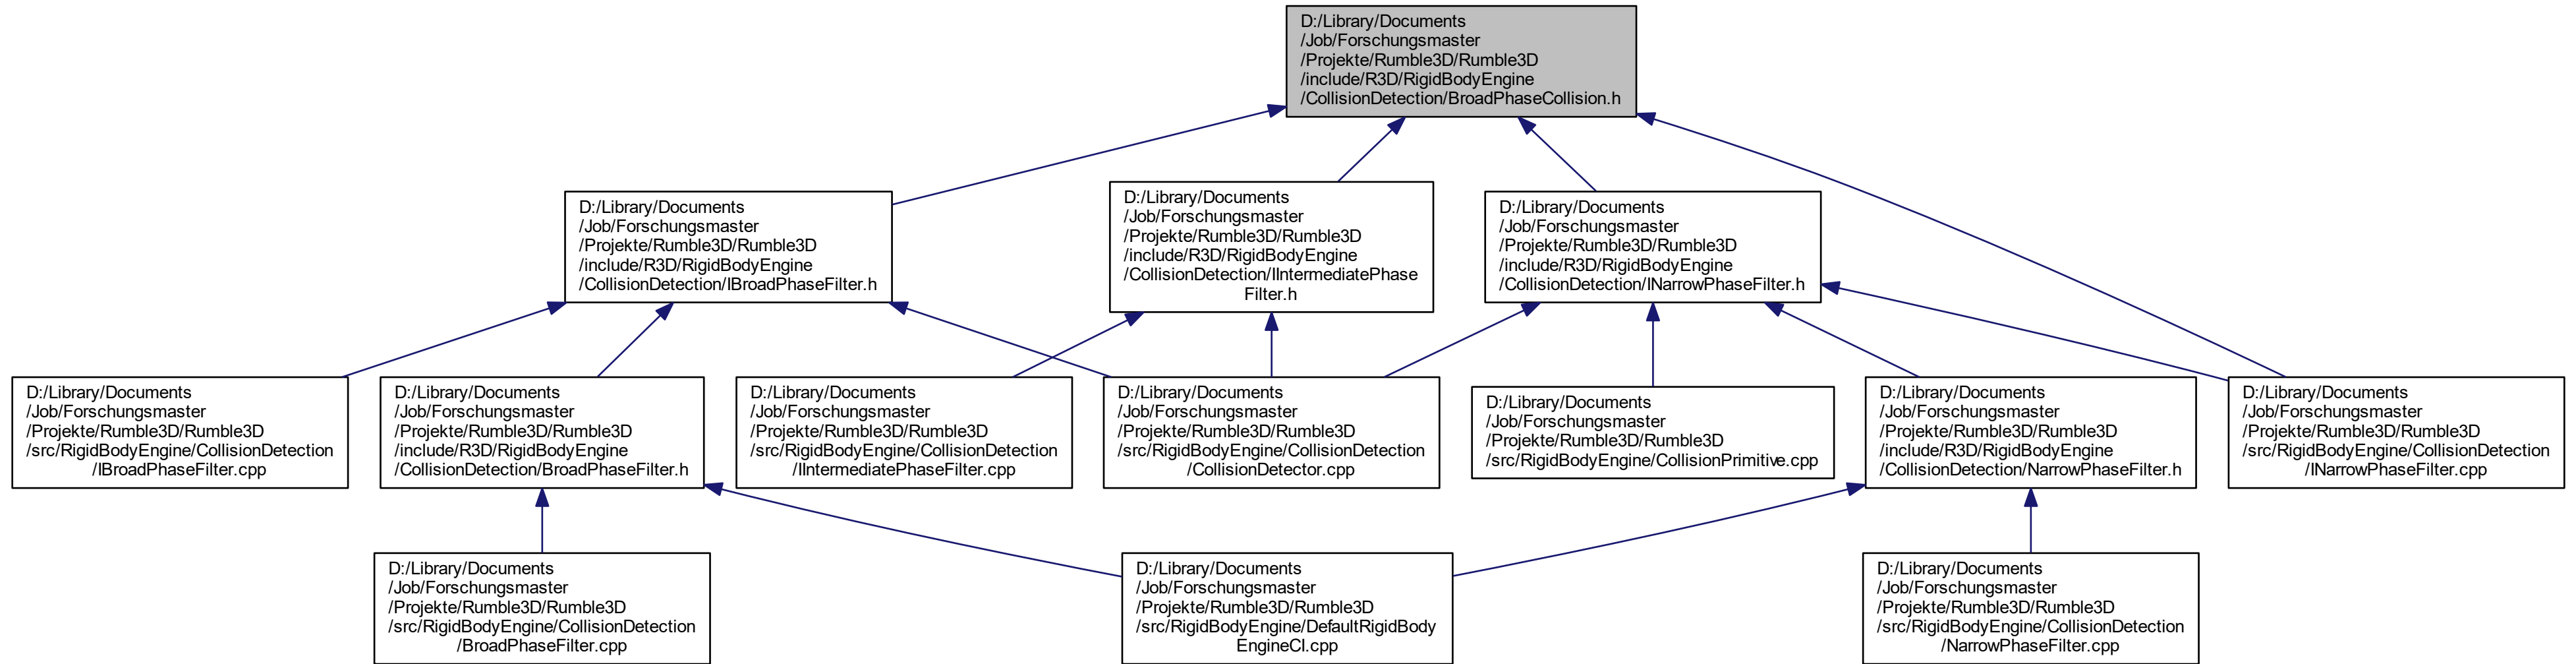 D:/Library/Documents
/Job/Forschungsmaster
/Projekte/Rumble3D/Rumble3D
/include/R3D/RigidBodyEngine
/CollisionDetection/BroadPhaseCollision.h
D:/Library/Documents
/Job/Forschungsmaster
/Projekte/Rumble3D/Rumble3D
/include/R3D/RigidBodyEngine
/CollisionDetection/IBroadPhaseFilter.h
D:/Library/Documents
/Job/Forschungsmaster
/Projekte/Rumble3D/Rumble3D
/include/R3D/RigidBodyEngine
/CollisionDetection/IIntermediatePhase
Filter.h
D:/Library/Documents
/Job/Forschungsmaster
/Projekte/Rumble3D/Rumble3D
/include/R3D/RigidBodyEngine
/CollisionDetection/INarrowPhaseFilter.h
D:/Library/Documents
/Job/Forschungsmaster
/Projekte/Rumble3D/Rumble3D
/src/RigidBodyEngine/CollisionDetection
/IBroadPhaseFilter.cpp
D:/Library/Documents
/Job/Forschungsmaster
/Projekte/Rumble3D/Rumble3D
/include/R3D/RigidBodyEngine
/CollisionDetection/BroadPhaseFilter.h
D:/Library/Documents
/Job/Forschungsmaster
/Projekte/Rumble3D/Rumble3D
/src/RigidBodyEngine/CollisionDetection
/IIntermediatePhaseFilter.cpp
D:/Library/Documents
/Job/Forschungsmaster
/Projekte/Rumble3D/Rumble3D
/src/RigidBodyEngine/CollisionDetection
/CollisionDetector.cpp
D:/Library/Documents
/Job/Forschungsmaster
/Projekte/Rumble3D/Rumble3D
/src/RigidBodyEngine/CollisionPrimitive.cpp
D:/Library/Documents
/Job/Forschungsmaster
/Projekte/Rumble3D/Rumble3D
/include/R3D/RigidBodyEngine
/CollisionDetection/NarrowPhaseFilter.h
D:/Library/Documents
/Job/Forschungsmaster
/Projekte/Rumble3D/Rumble3D
/src/RigidBodyEngine/CollisionDetection
/INarrowPhaseFilter.cpp
D:/Library/Documents
/Job/Forschungsmaster
/Projekte/Rumble3D/Rumble3D
/src/RigidBodyEngine/CollisionDetection
/BroadPhaseFilter.cpp
D:/Library/Documents
/Job/Forschungsmaster
/Projekte/Rumble3D/Rumble3D
/src/RigidBodyEngine/DefaultRigidBody
EngineCI.cpp
D:/Library/Documents
/Job/Forschungsmaster
/Projekte/Rumble3D/Rumble3D
/src/RigidBodyEngine/CollisionDetection
/NarrowPhaseFilter.cpp